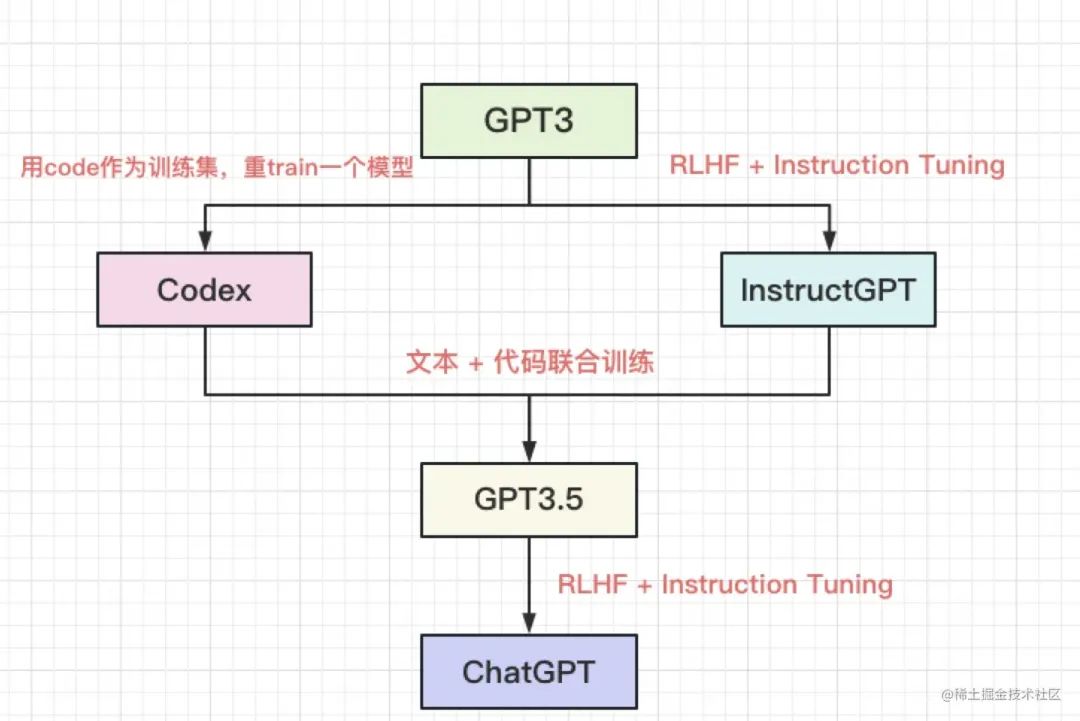 GPT3
用code作为训练集，重train一个模型
RLHF + Instruction Tuning
Codex
InstructGPT
文本 + 代码联合训练
GPT3.5
RLHF + Instruction Tuning
ChatGPT
@稀土掘金技术社区